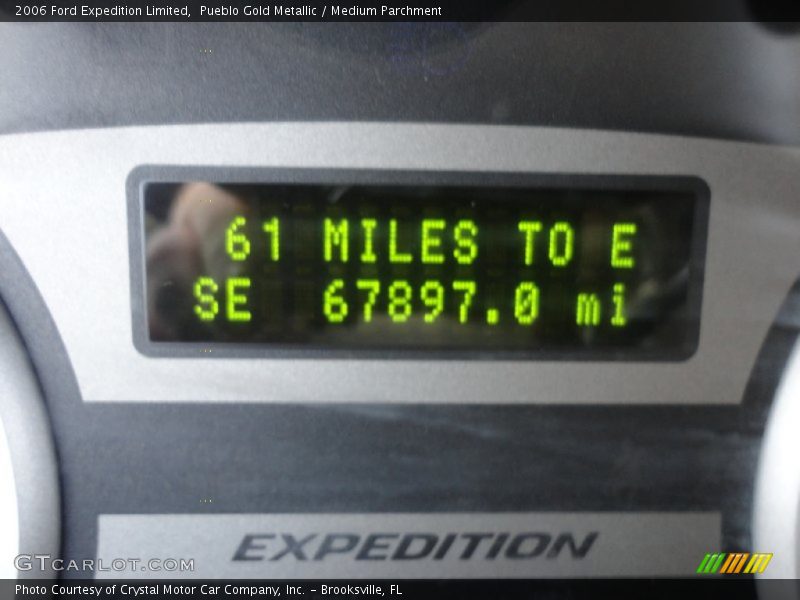 2006 Ford Expedition Limited,  Pueblo Gold Metallic / Medium Parchment
61 MILES TO E
SE 67897.0 mi
EXPEDITION
GTCARLOT.COM
Photo Courtesy of Crystal Motor Car Company, Inc. – Brooksville, FL